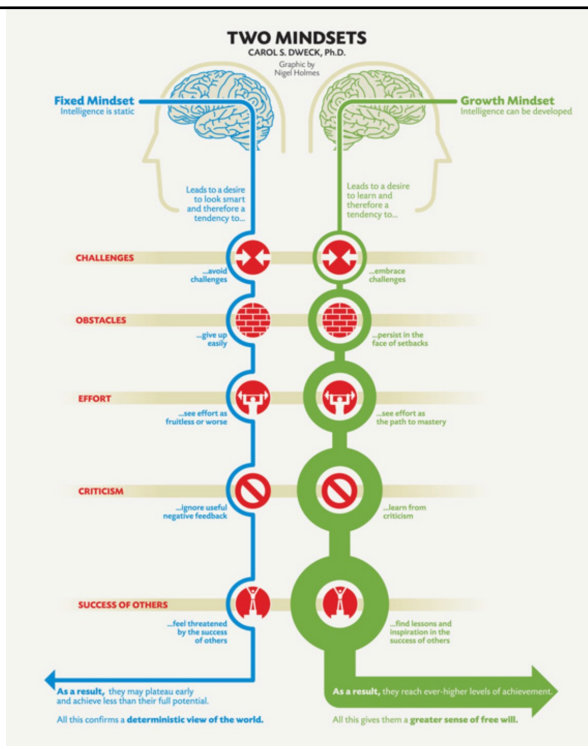 TWO MINDSETS
CAROL S. DWECK, Ph.D.
Graphic by
Nigel Holmes
Fixed Mindset
Intelligence is static
Growth Mindset
Intelligence can be developed
Leads to a desire
to look smart
and therefore a
tendency to...
Leads to a desire
to learn and
therefore a
tendency to...
CHALLENGES
...avoid
challenges
...embrace
challenges
OBSTACLES
...give up
easily
...persist in the
face of setbacks
EFFORT
...see effort as
fruitless or worse
...see effort as
the path to mastery
CRITICISM
...ignore useful
negative feedback
...learn from
criticism
SUCCESS OF OTHERS
...feel threatened
by the success
of others
...find lessons and
inspiration in the
success of others
As a result, they may plateau early
and achieve less than their full potential.
All this confirms a deterministic view of the world.
As a result, they reach ever-higher levels of achievement.
All this gives them a greater sense of free will.